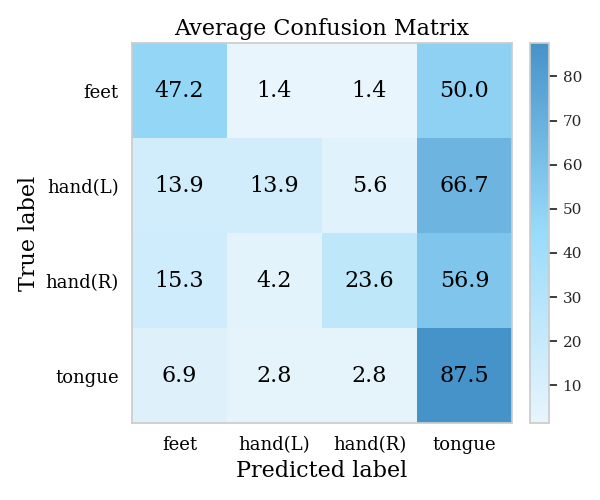 Average Confusion Matrix
True label
feet 47.2 1.4 1.4 50.0
hand(L) 13.9 13.9 5.6 66.7
hand(R) 15.3 4.2 23.6 56.9
tongue 6.9 2.8 2.8 87.5
feet hand(L) hand(R) tongue
Predicted label
80
70
60
50
40
30
20
10